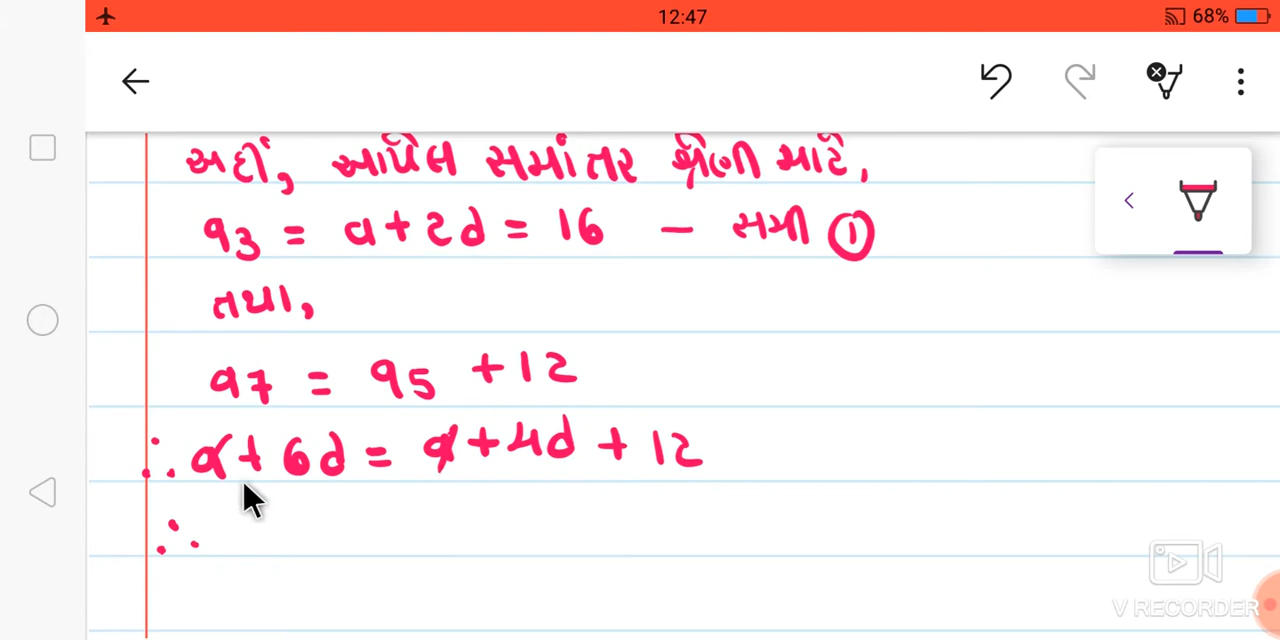 12:47
68%
અહીં, આપેલ સમાંતર શ્રેણી માટે,
a3 = a + 2d = 16 – સમી ①
તથા,
a7 = a5 + 12
∴ a + 6d = a + 4d + 12
∴
V RECORDER